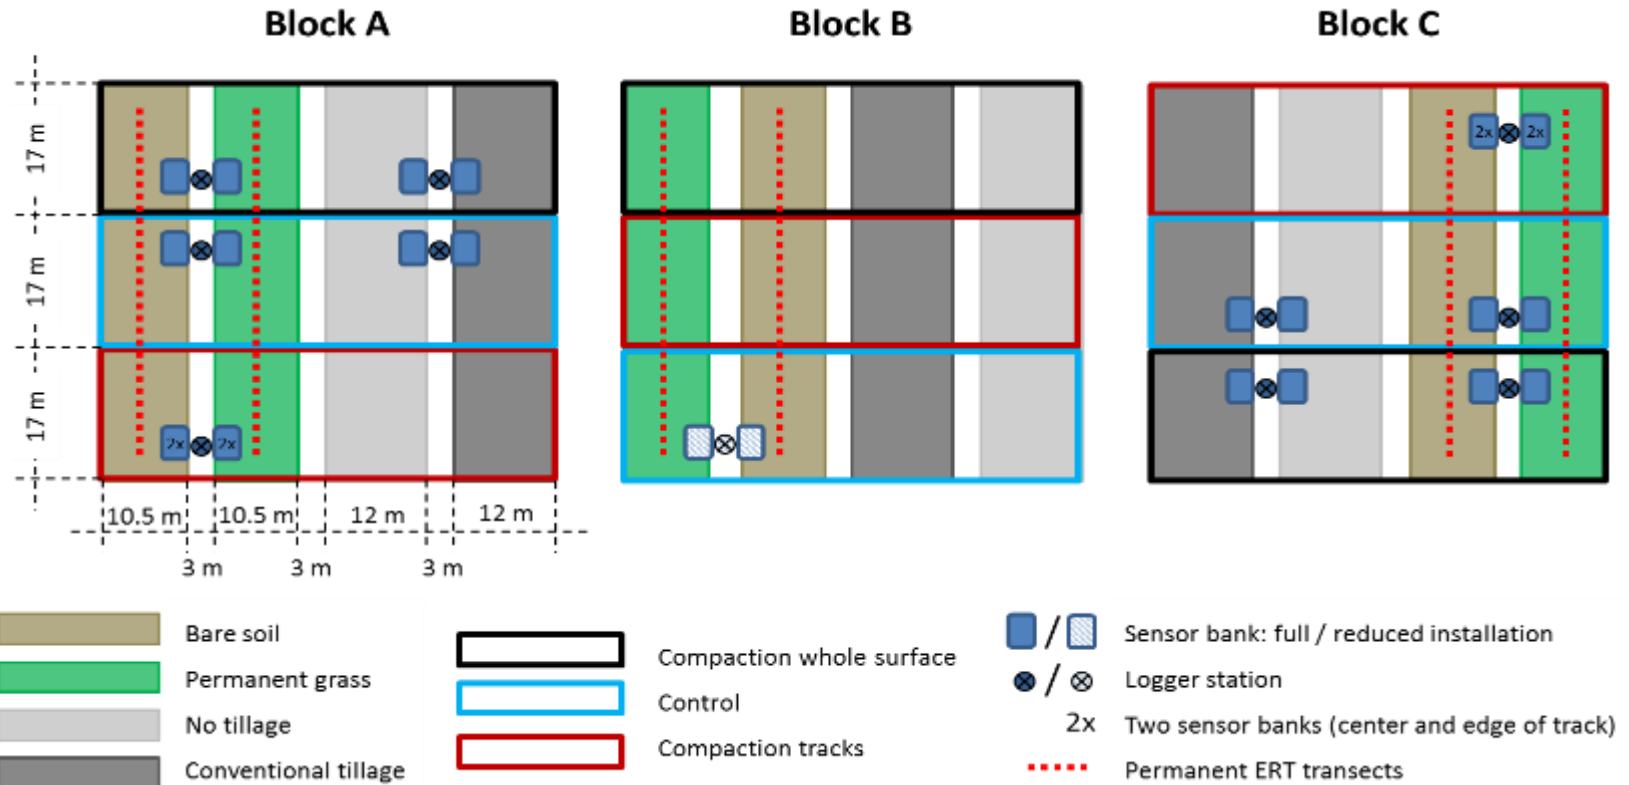 Block A
Block B
Block C
17 m
17 m
17 m
2x
2x
2x
2x
10.5 m
10.5 m
12 m
12 m
3 m
3 m
3 m
Bare soil
Permanent grass
No tillage
Conventional tillage
Compaction whole surface
Control
Compaction tracks
/
Sensor bank: full / reduced installation
/
Logger station
2x
Two sensor banks (center and edge of track)
Permanent ERT transects